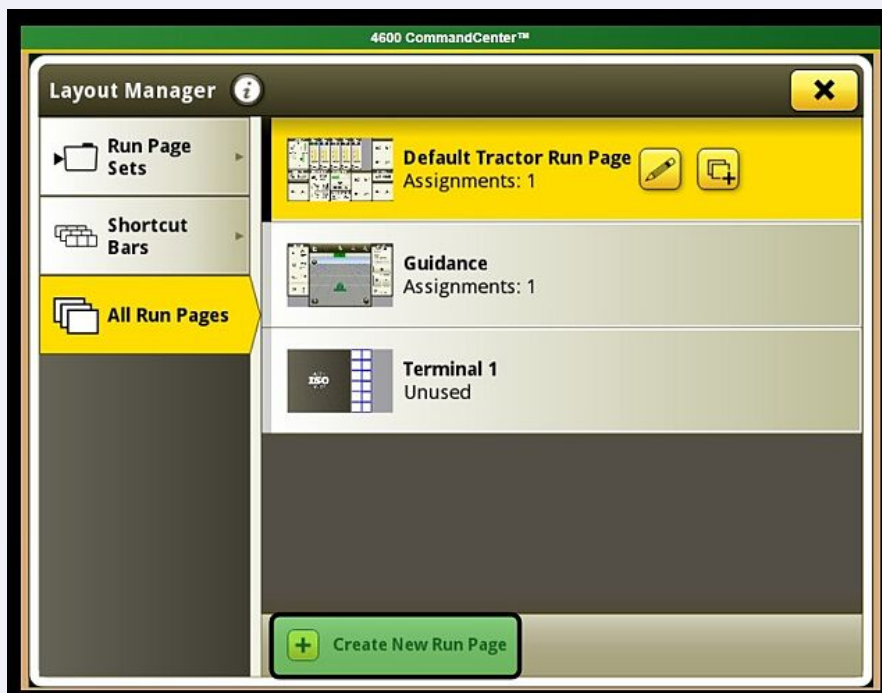 4600 CommandCenter™
Layout Manager
Run Page
Sets
Shortcut
Bars
All Run Pages
Default Tractor Run Page
Assignments: 1
Guidance
Assignments: 1
ISO
Terminal 1
Unused
Create New Run Page